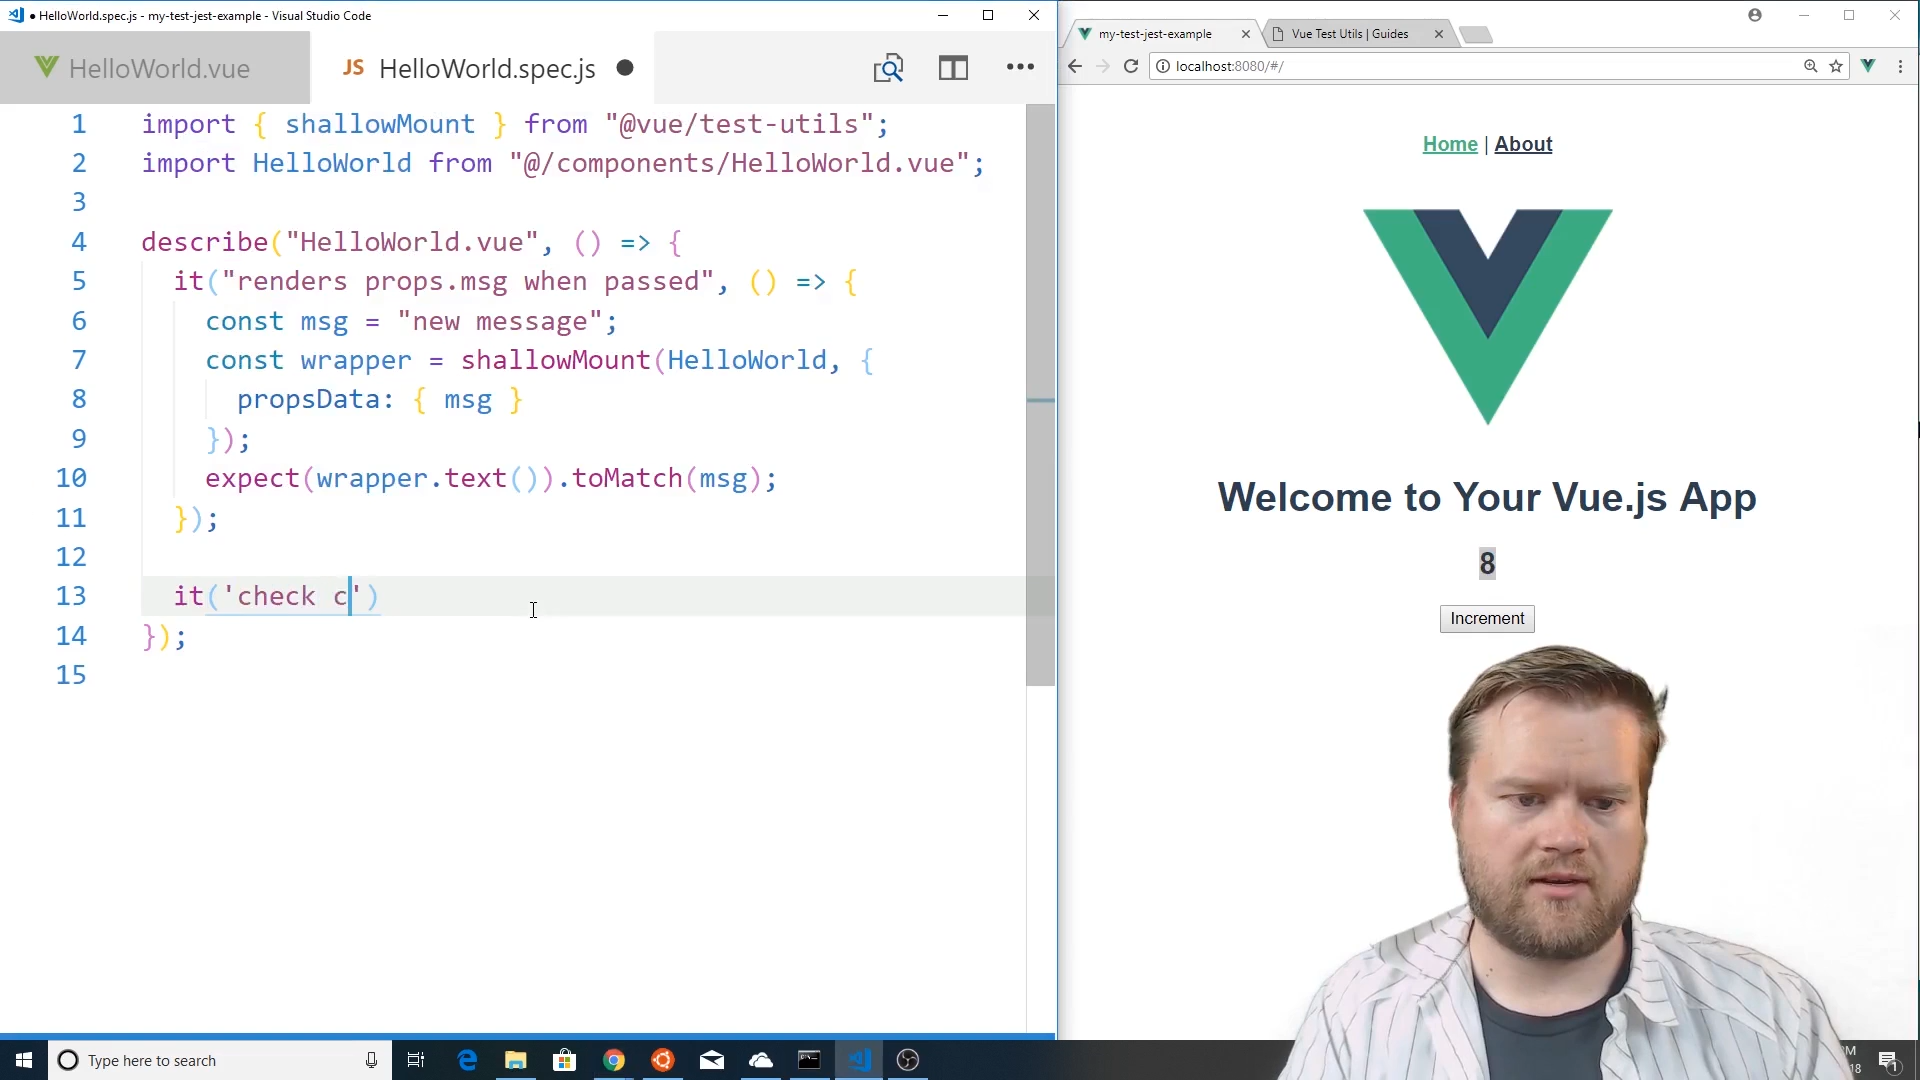 HelloWorld.spec.js - my-test-jest-example - Visual Studio Code
HelloWorld.vue
JS HelloWorld.spec.js
1 import { shallowMount } from "@vue/test-utils";
2 import HelloWorld from "@/components/HelloWorld.vue";
3
4 describe("HelloWorld.vue", () => {
5 it("renders props.msg when passed", () => {
6 const msg = "new message";
7 const wrapper = shallowMount(HelloWorld, {
8 propsData: { msg }
9 });
10 expect(wrapper.text()).toMatch(msg);
11 });
12
13 it('check c')
14 });
15
my-test-jest-example
Vue Test Utils | Guides
localhost:8080/#/
Home | About
Welcome to Your Vue.js App
8
Increment
Type here to search
1